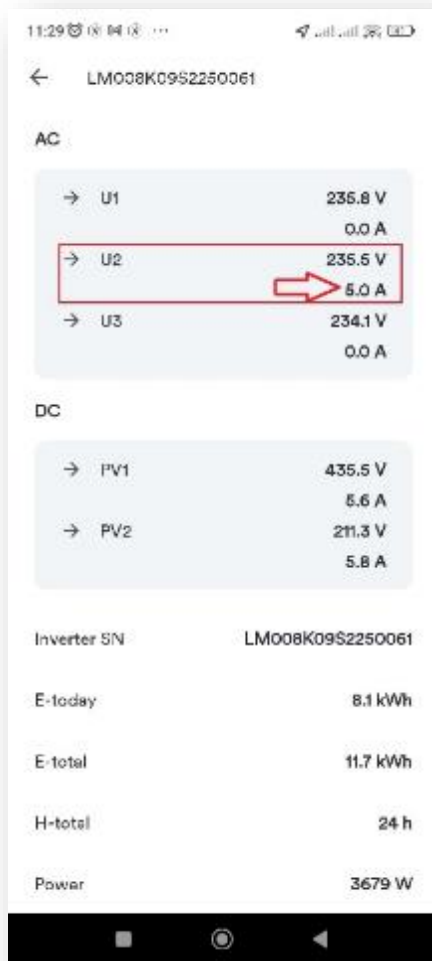 11:29
← LM008K09S2250061
AC
→ U1 235.8 V
0.0 A
→ U2 235.5 V
5.0 A
→ U3 234.1 V
0.0 A
DC
→ PV1 435.5 V
5.6 A
→ PV2 211.3 V
5.8 A
Inverter SN LM008K09S2250061
E-today 8.1 kWh
E-total 11.7 kWh
H-total 24 h
Power 3679 W